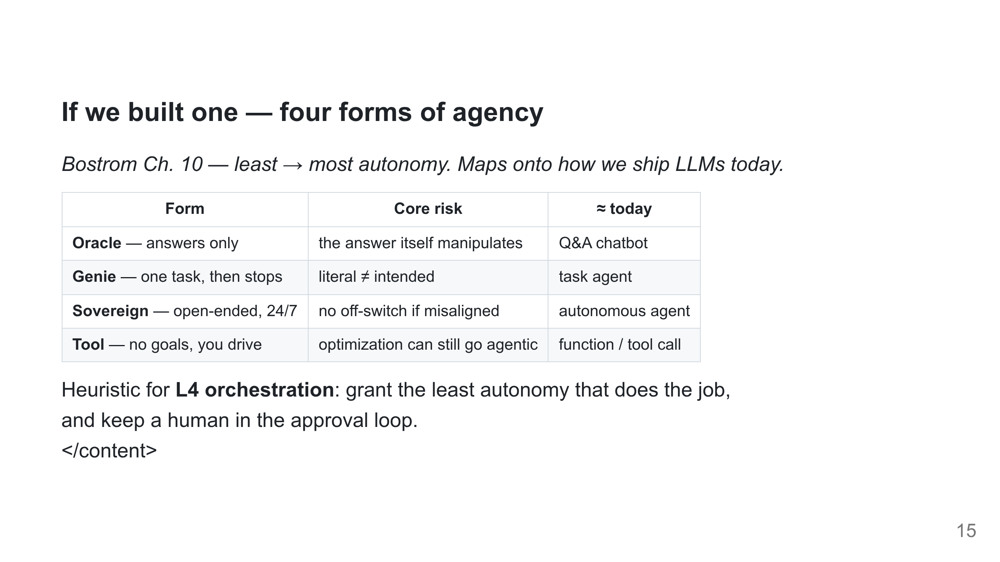 If we built one — four forms of agency
Bostrom Ch. 10 — least → most autonomy. Maps onto how we ship LLMs today.
Form Core risk ≈ today
Oracle — answers only the answer itself manipulates Q&A chatbot
Genie — one task, then stops literal ≠ intended task agent
Sovereign — open-ended, 24/7 no off-switch if misaligned autonomous agent
Tool — no goals, you drive optimization can still go agentic function / tool call
Heuristic for L4 orchestration: grant the least autonomy that does the job,
and keep a human in the approval loop.
</content>
15